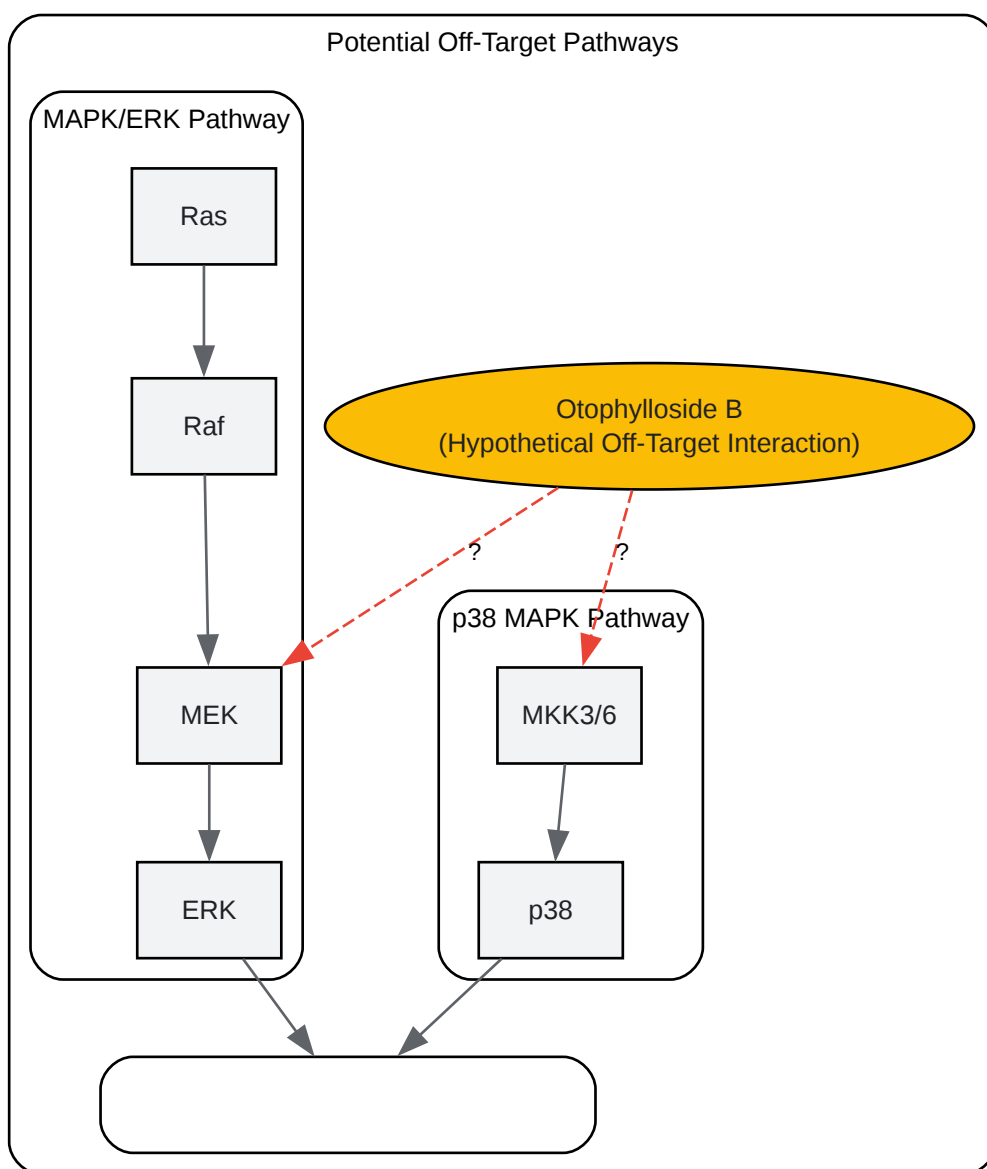 Potential Off-Target Pathways
MAPK/ERK Pathway
Ras
Raf
Otophylloside B
(Hypothetical Off-Target Interaction)
?
?
p38 MAPK Pathway
MEK
MKK3/6
ERK
p38